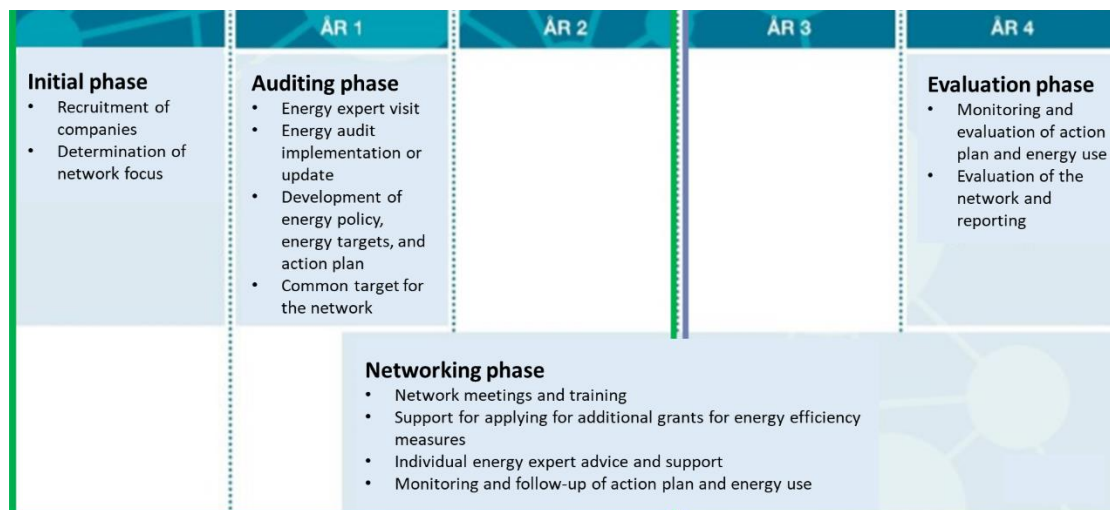 ÅR 1
ÅR 2
ÅR 3
ÅR 4
Initial phase
• Recruitment of
companies
• Determination of
network focus
Auditing phase
• Energy expert visit
• Energy audit
implementation or
update
• Development of
energy policy,
energy targets, and
action plan
• Common target for
the network
Evaluation phase
• Monitoring and
evaluation of action
plan and energy use
• Evaluation of the
network and
reporting
Networking phase
• Network meetings and training
• Support for applying for additional grants for energy efficiency
measures
• Individual energy expert advice and support
• Monitoring and follow-up of action plan and energy use